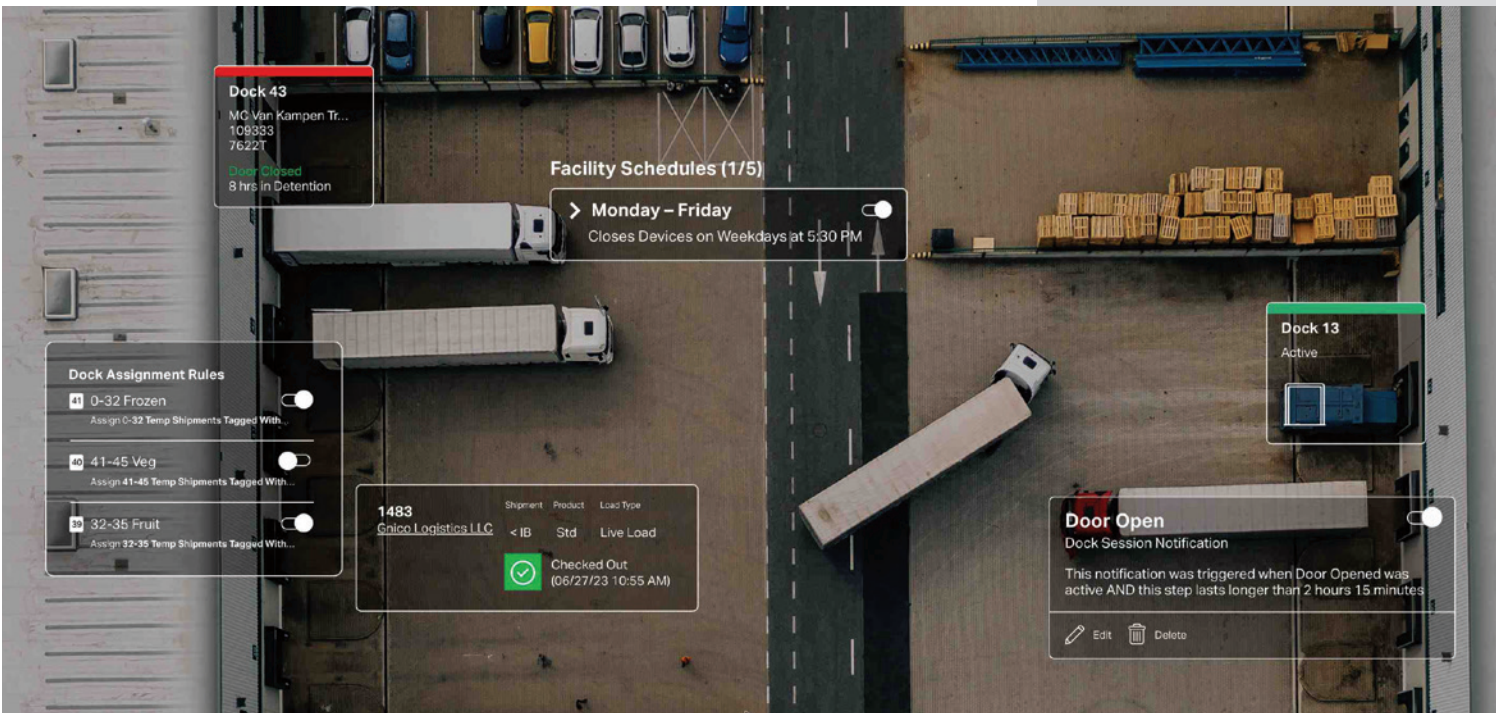 Dock 43
MC Van Kampen Tr...
109333
7622T
Door Closed
8 hrs in Detention
Facility Schedules (1/5)
Monday – Friday
Closes Devices on Weekdays at 5:30 PM
Dock 13
Active
Dock Assignment Rules
41 0-32 Frozen
Assign 0-32 Temp Shipments Tagged With...
40 41-45 Veg
Assign 41-45 Temp Shipments Tagged With...
39 32-35 Fruit
Assign 32-35 Temp Shipments Tagged With...
1483
Gnico Logistics LLC
Shipment Product Load Type
< IB Std Live Load
Checked Out
(06/27/23 10:55 AM)
Door Open
Dock Session Notification
This notification was triggered when Door Opened was
active AND this step lasts longer than 2 hours 15 minutes
Edit Delete